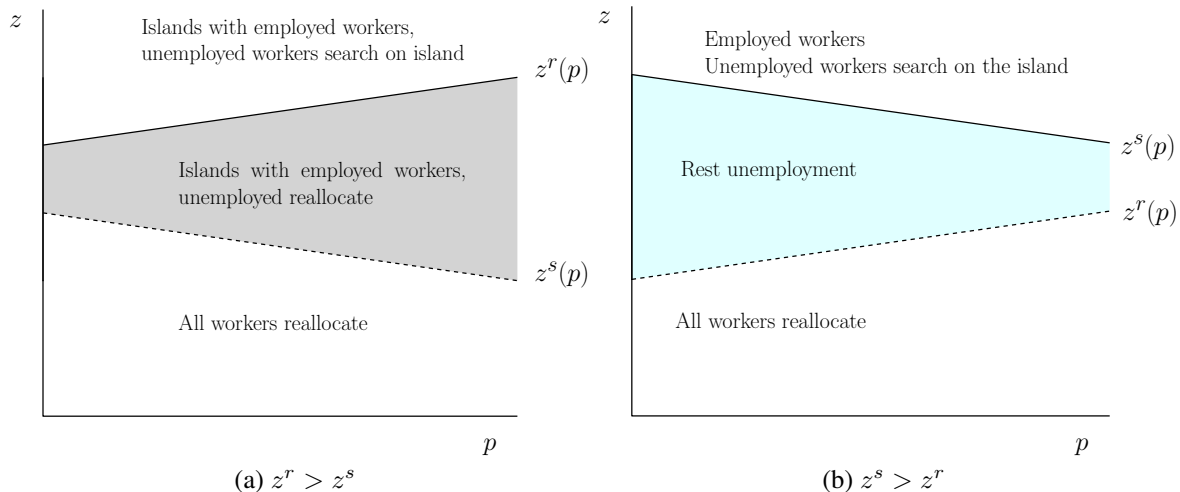 z
Islands with employed workers,
unemployed workers search on island
z^r(p)
Islands with employed workers,
unemployed reallocate
z^s(p)
All workers reallocate
p
(a) z^r > z^s
z
Employed workers
Unemployed workers search on the island
z^s(p)
Rest unemployment
z^r(p)
All workers reallocate
p
(b) z^s > z^r